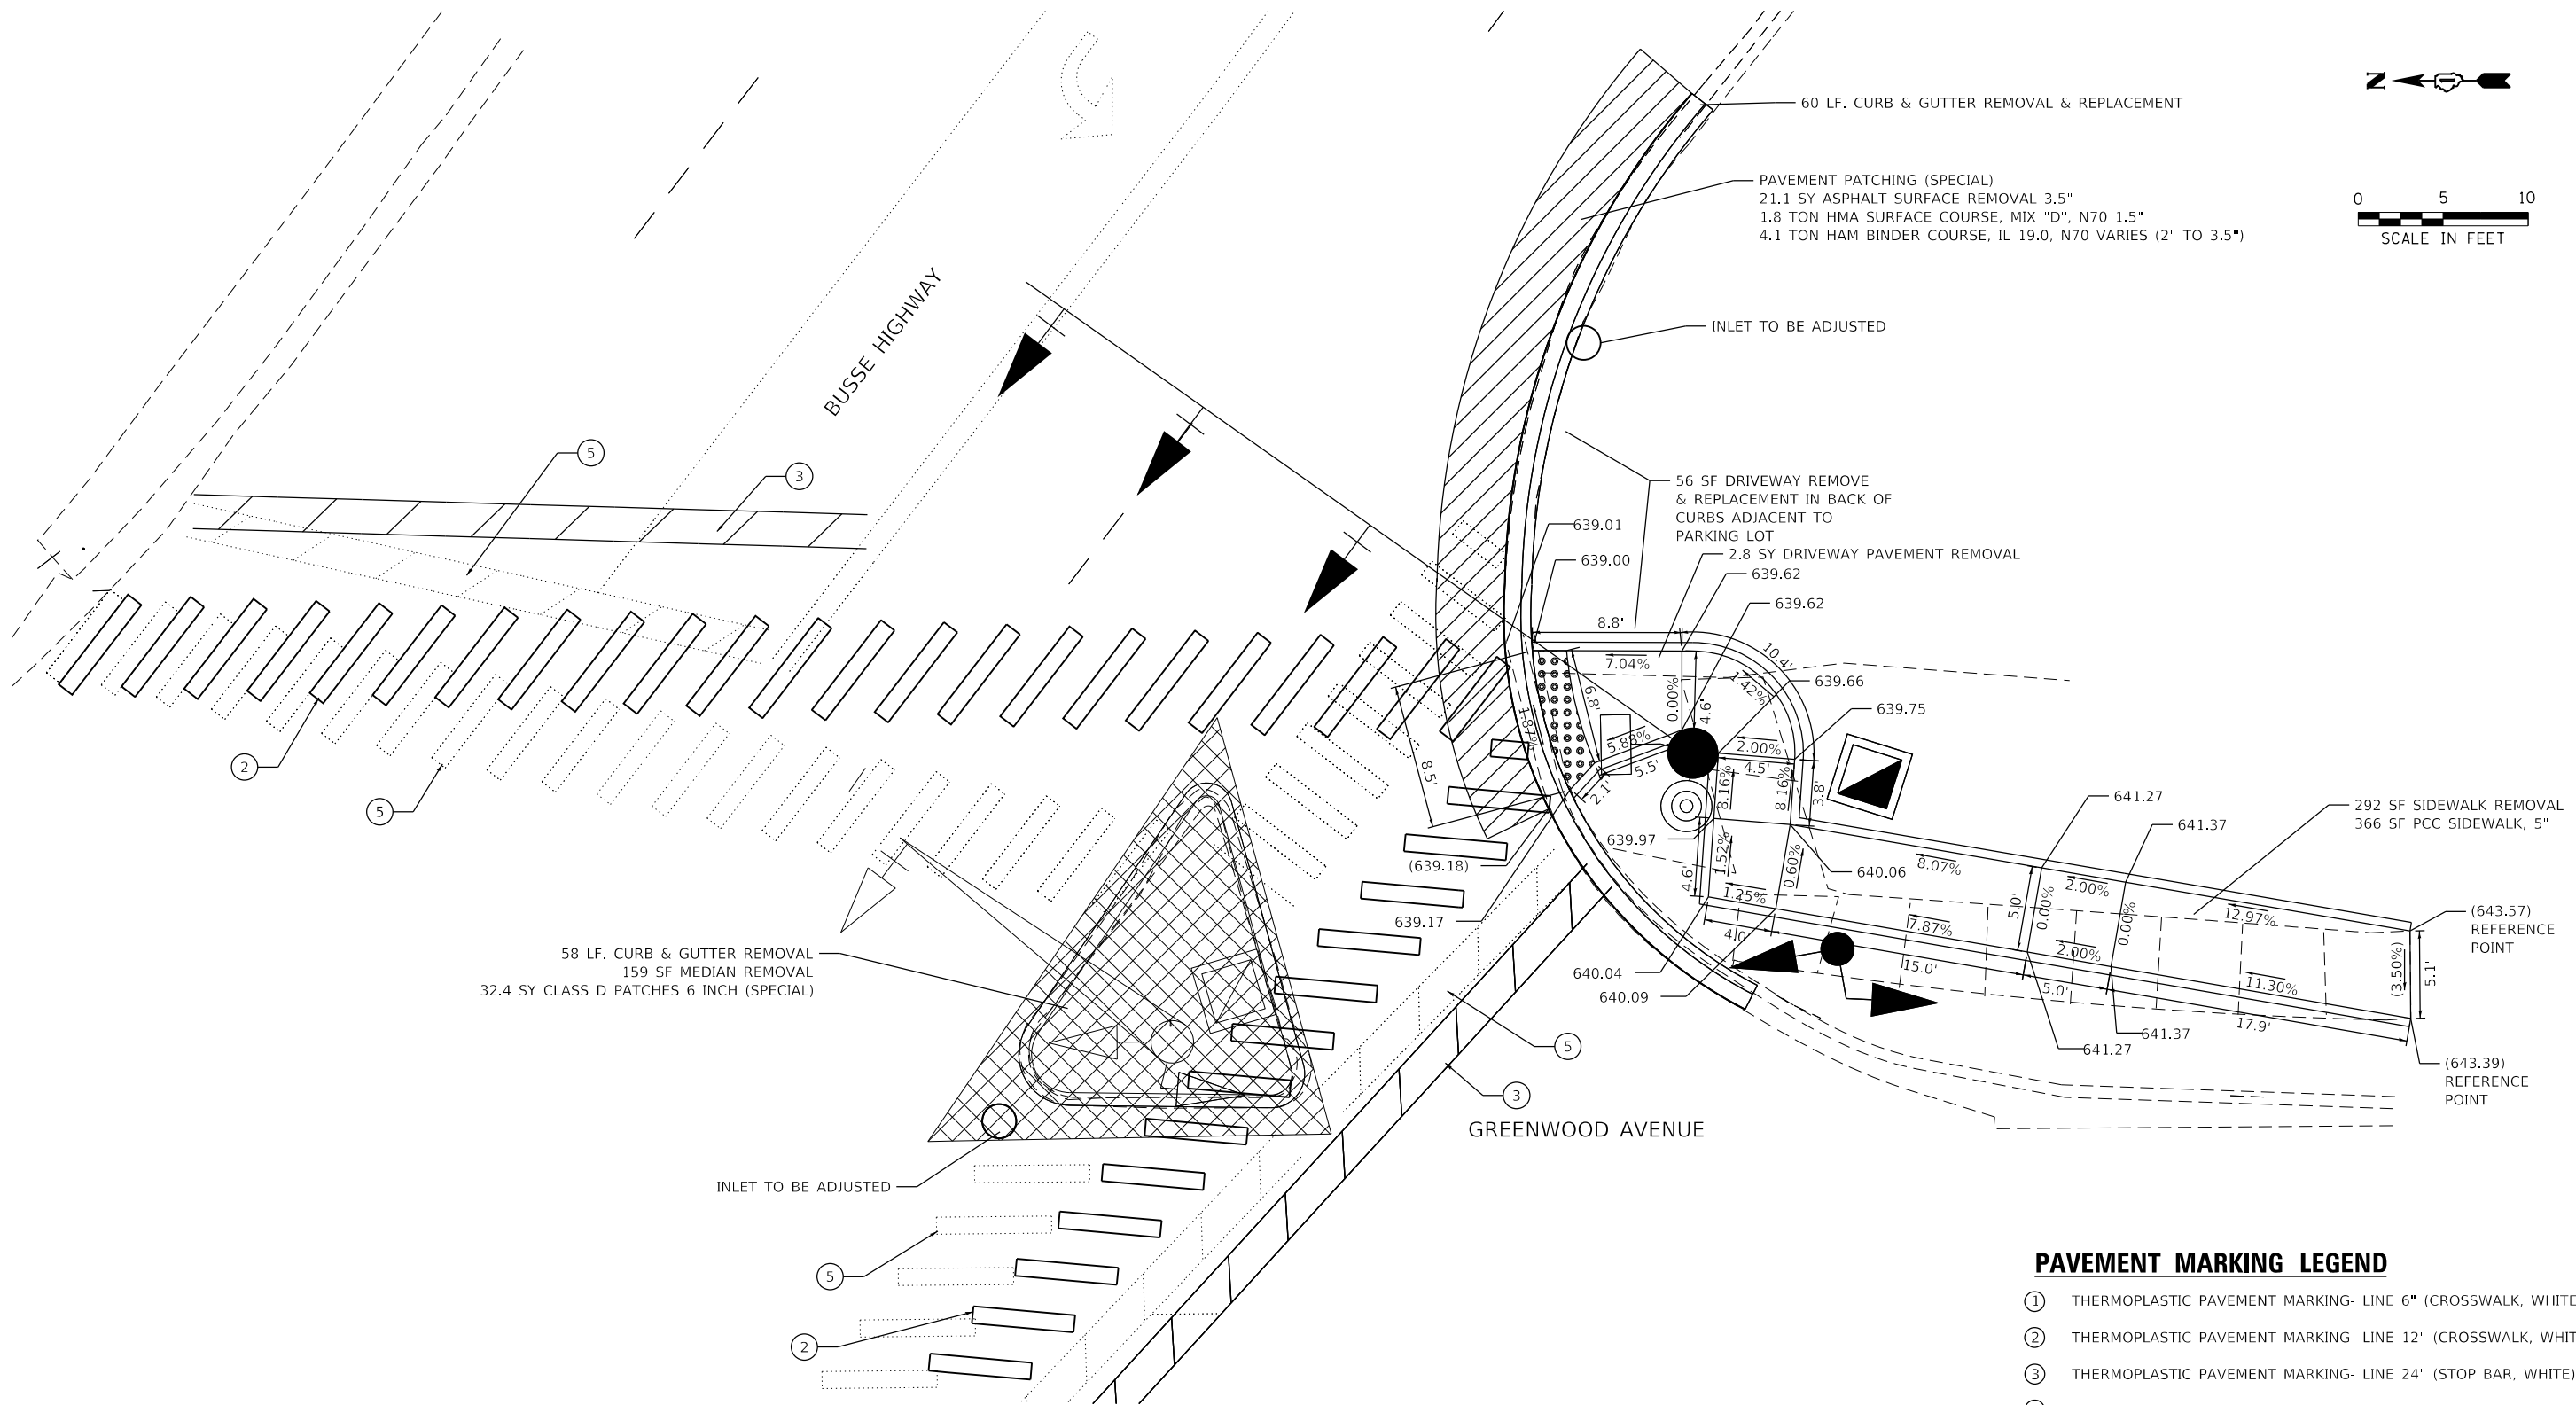 60 LF. CURB & GUTTER REMOVAL & REPLACEMENT
N
1
PAVEMENT PATCHING (SPECIAL)
21.1 SY ASPHALT SURFACE REMOVAL 3.5"
1.8 TON HMA SURFACE COURSE, MIX "D", N70 1.5"
4.1 TON HAM BINDER COURSE, IL 19.0, N70 VARIES (2" TO 3.5")
0 5 10
SCALE IN FEET
INLET TO BE ADJUSTED
BUSSE HIGHWAY
5
3
56 SF DRIVEWAY REMOVE
& REPLACEMENT IN BACK OF
CURBS ADJACENT TO
PARKING LOT
639.01
639.00
2.8 SY DRIVEWAY PAVEMENT REMOVAL
639.62
639.62
8.8'
10.4'
7.04%
1.42%
639.66
0.00%
4.6'
6.8'
639.75
1.87%
5.88%
2.00%
5.5'
4.5'
8.5'
2.1'
8.16%
8.16%
3.8'
2
5
641.27
292 SF SIDEWALK REMOVAL
366 SF PCC SIDEWALK, 5"
641.37
639.97
(639.18)
1.52%
0.60%
640.06
8.07%
2.00%
4.6'
1.25%
5.0'
0.00%
0.00%
12.97%
639.17
4.0'
7.87%
2.00%
(643.57)
REFERENCE
POINT
58 LF. CURB & GUTTER REMOVAL
159 SF MEDIAN REMOVAL
32.4 SY CLASS D PATCHES 6 INCH (SPECIAL)
640.04
640.09
15.0'
5.0'
11.30%
(3.50%)
5.1'
17.9'
641.37
641.27
5
3
(643.39)
REFERENCE
POINT
GREENWOOD AVENUE
INLET TO BE ADJUSTED
5
2
PAVEMENT MARKING LEGEND
1 THERMOPLASTIC PAVEMENT MARKING- LINE 6" (CROSSWALK, WHITE
2 THERMOPLASTIC PAVEMENT MARKING- LINE 12" (CROSSWALK, WHIT
3 THERMOPLASTIC PAVEMENT MARKING- LINE 24" (STOP BAR, WHITE)